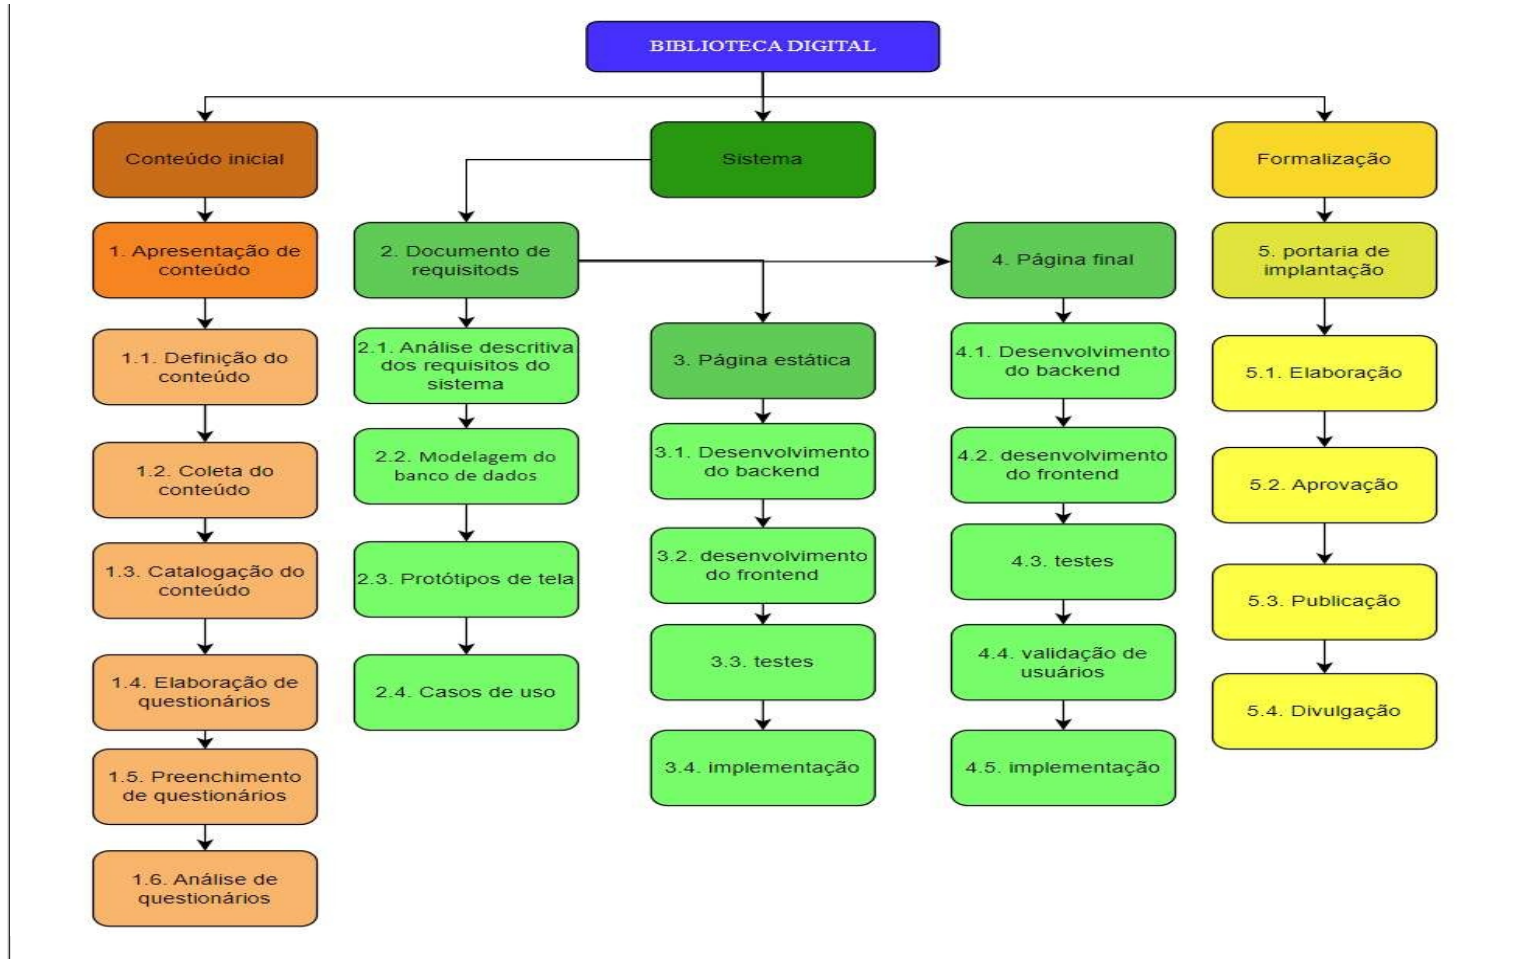 BIBLIOTECA DIGITAL
Conteúdo inicial
Sistema
Formalização
1. Apresentação de
conteúdo
2. Documento de
requisitods
4. Página final
5. portaria de
implantação
1.1. Definição do
conteúdo
2.1. Análise descritiva
dos requisitos do
sistema
3. Página estática
4.1. Desenvolvimento
do backend
5.1. Elaboração
1.2. Coleta do
conteúdo
2.2. Modelagem do
banco de dados
3.1. Desenvolvimento
do backend
4.2. desenvolvimento
do frontend
5.2. Aprovação
1.3. Catalogação do
conteúdo
2.3. Protótipos de tela
3.2. desenvolvimento
do frontend
4.3. testes
5.3. Publicação
1.4. Elaboração de
questionários
2.4. Casos de uso
3.3. testes
4.4. validação de
usuários
5.4. Divulgação
1.5. Preenchimento
de questionários
3.4. implementação
4.5. implementação
1.6. Análise de
questionários